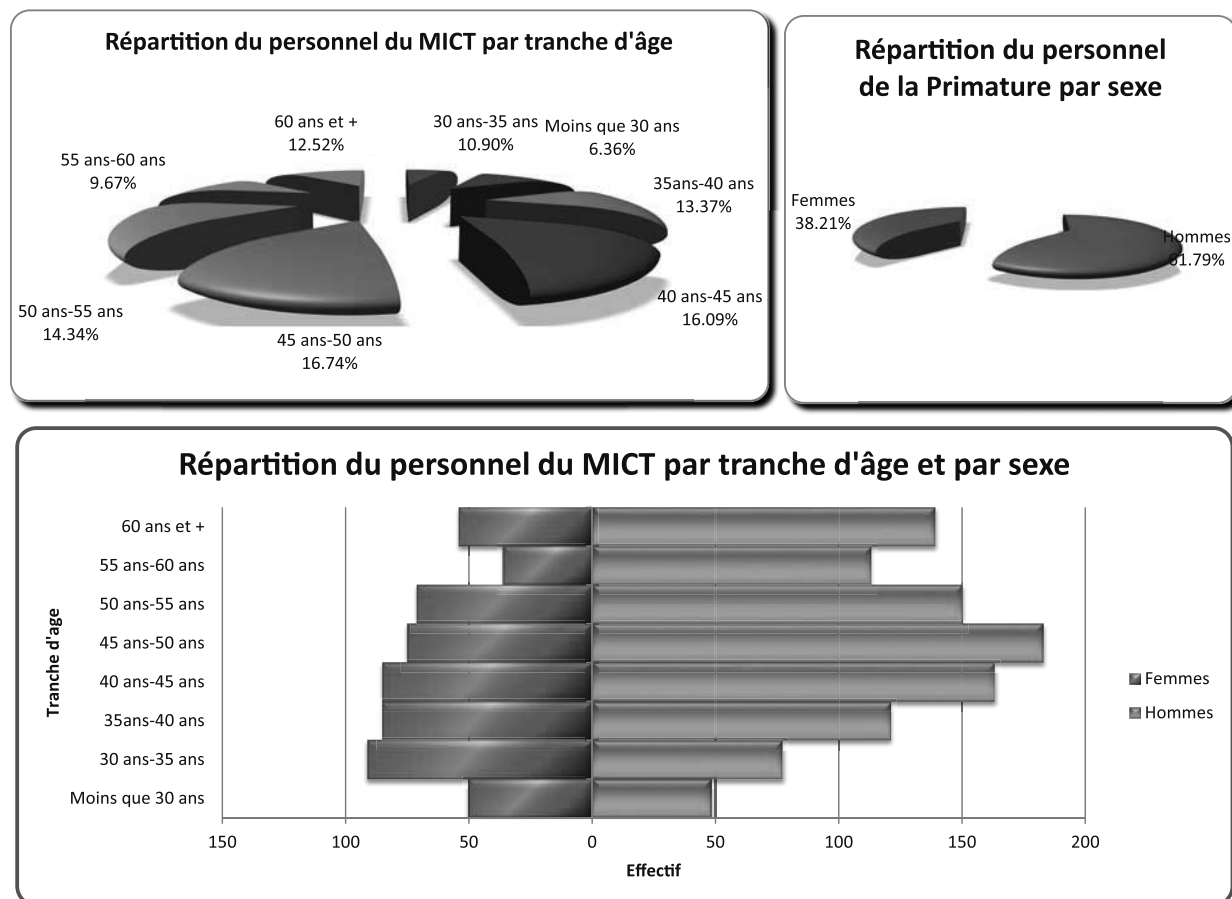 Répartition du personnel du MICT par tranche d'âge
60 ans et +
12.52%
30 ans-35 ans
10.90%
Moins que 30 ans
6.36%
55 ans-60 ans
9.67%
35ans-40 ans
13.37%
50 ans-55 ans
14.34%
45 ans-50 ans
16.74%
40 ans-45 ans
16.09%
Répartition du personnel
de la Primature par sexe
Femmes
38.21%
Hommes
61.79%
Répartition du personnel du MICT par tranche d'âge et par sexe
Tranche d'age
60 ans et +
55 ans-60 ans
50 ans-55 ans
45 ans-50 ans
40 ans-45 ans
35ans-40 ans
30 ans-35 ans
Moins que 30 ans
150 100 50 0 50 100 150 200
Effectif
Femmes
Hommes